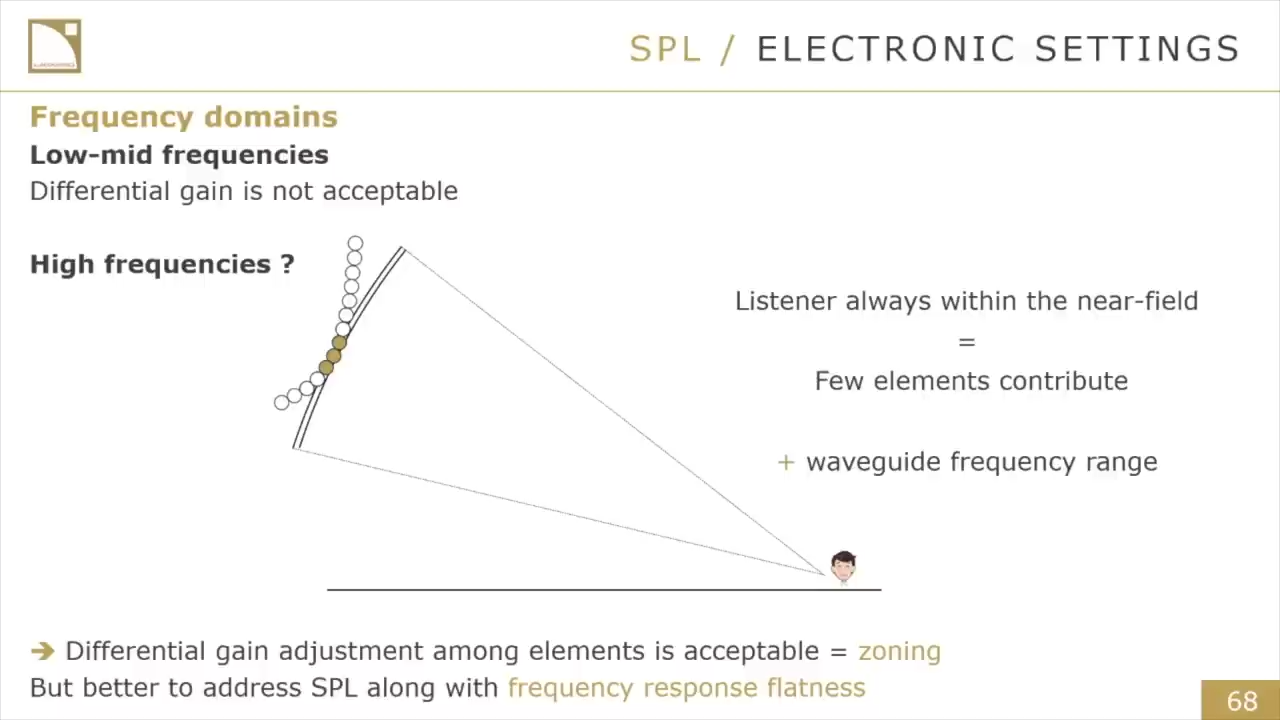 SPL / ELECTRONIC SETTINGS
Frequency domains
Low-mid frequencies
Differential gain is not acceptable
High frequencies ?
Listener always within the near-field
=
Few elements contribute
+ waveguide frequency range
➔ Differential gain adjustment among elements is acceptable = zoning
But better to address SPL along with frequency response flatness
68